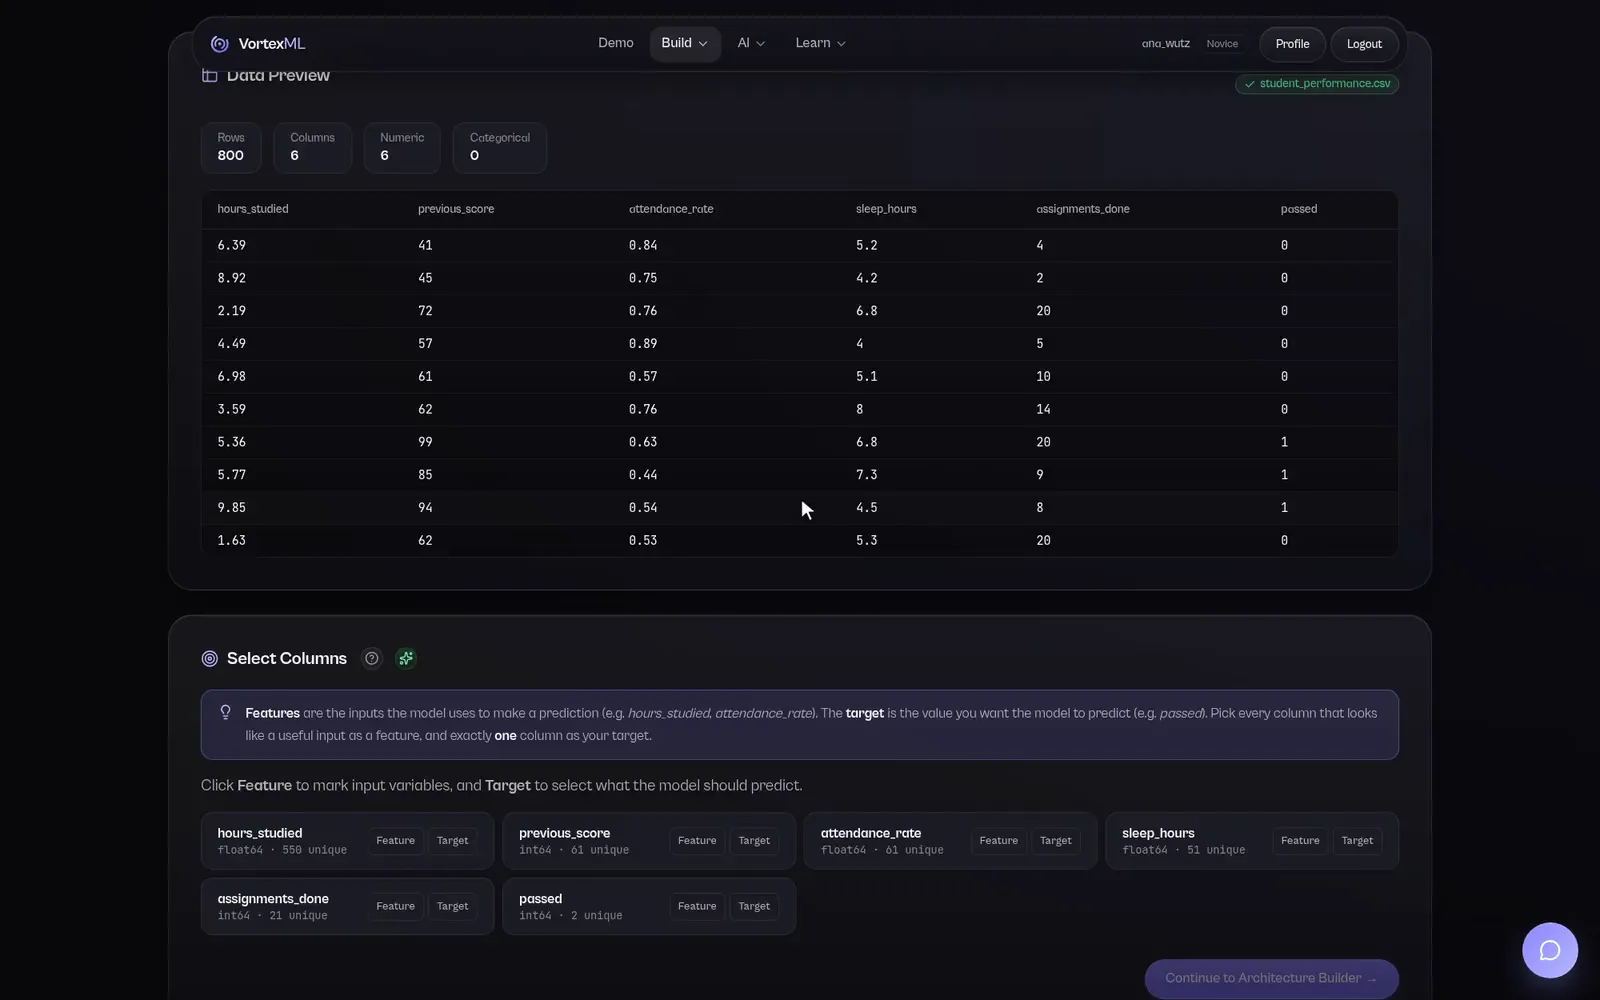 VortexML
Demo
Build
AI
Learn
ana_wutz
Novice
Profile
Logout
Data Preview
student_performance.csv
Rows
800
Columns
6
Numeric
6
Categorical
0
hours_studied previous_score attendance_rate sleep_hours assignments_done passed
6.39 41 0.84 5.2 4 0
8.92 45 0.75 4.2 2 0
2.19 72 0.76 6.8 20 0
4.49 57 0.89 4 5 0
6.98 61 0.57 5.1 10 0
3.59 62 0.76 8 14 0
5.36 99 0.63 6.8 20 1
5.77 85 0.44 7.3 9 1
9.85 94 0.54 4.5 8 1
1.63 62 0.53 5.3 20 0
Select Columns
Features are the inputs the model uses to make a prediction (e.g. hours_studied, attendance_rate). The target is the value you want the model to predict (e.g. passed). Pick every column that looks
like a useful input as a feature, and exactly one column as your target.
Click Feature to mark input variables, and Target to select what the model should predict.
hours_studied
float64 · 550 unique
Feature
Target
previous_score
int64 · 61 unique
Feature
Target
attendance_rate
float64 · 61 unique
Feature
Target
sleep_hours
float64 · 51 unique
Feature
Target
assignments_done
int64 · 21 unique
Feature
Target
passed
int64 · 2 unique
Feature
Target
Continue to Architecture Builder →